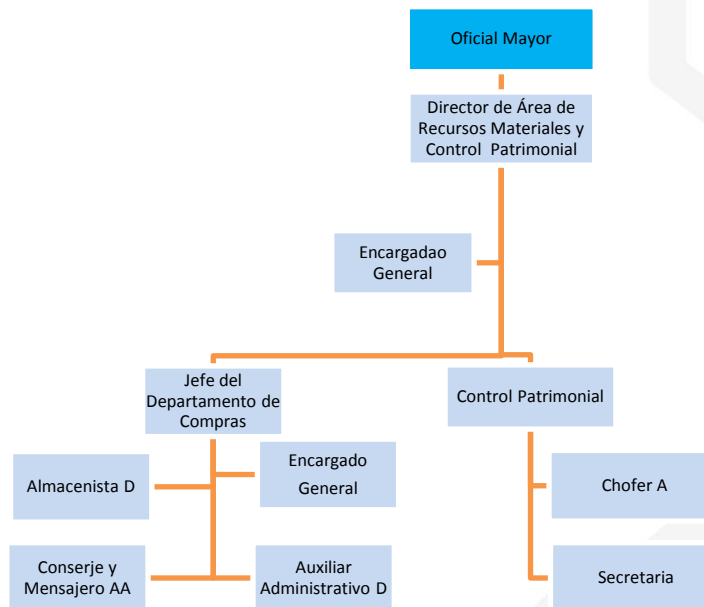 Oficial Mayor
Director de Área de
Recursos Materiales y
Control Patrimonial
Encargadao
General
Jefe del
Departamento de
Compras
Control Patrimonial
Almacenista D
Encargado
General
Chofer A
Conserje y
Mensajero AA
Auxiliar
Administrativo D
Secretaria